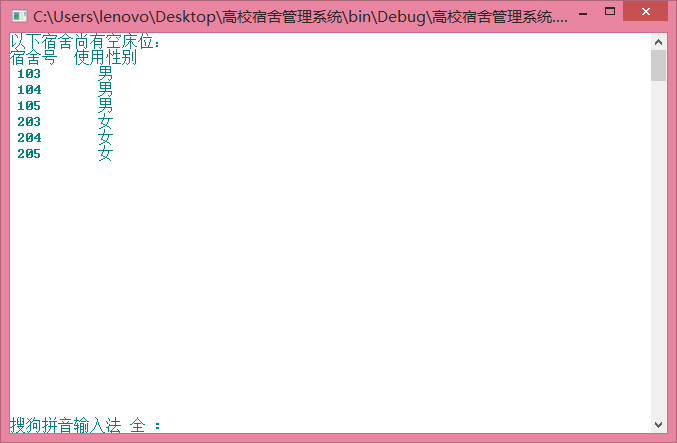 C:\Users\lenovo\Desktop\高校宿舍管理系统\bin\Debug\高校宿舍管理系统....
以下宿舍尚有空床位:
宿舍号  使用性别
103       男
104       男
105       男
203       女
204       女
205       女
搜狗拼音输入法 全 :